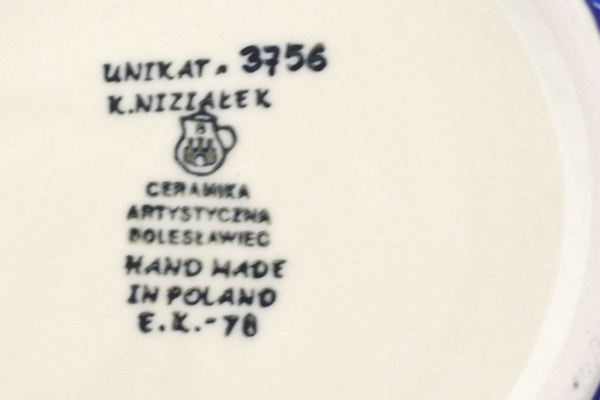 UNIKAT. 3756
K.NIZIAŁEK
B
CERAMIKA
ARTYSTYCZNA
BOLESŁAWIEC
HAND MADE
IN POLAND
E.K.-78